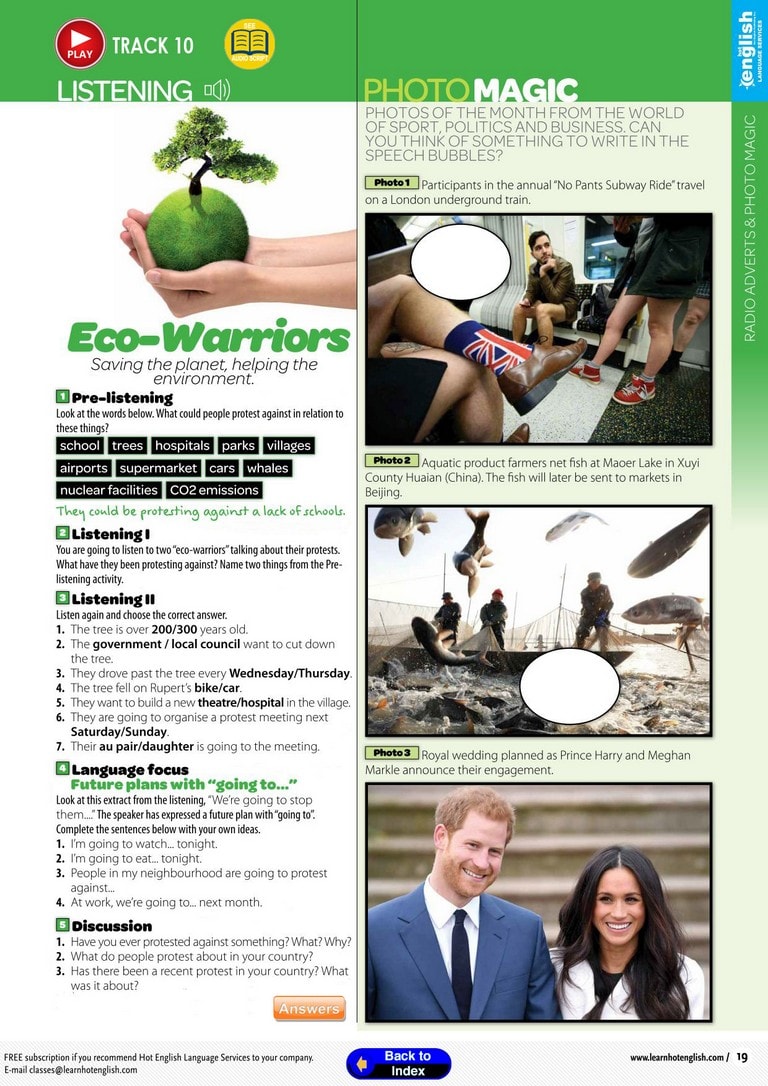 PLAY
TRACK 10
SEE
AUDIO SCRIPT
LISTENING
Eco-Warriors
Saving the planet, helping the
environment.
1 Pre-listening
Look at the words below. What could people protest against in relation to
these things?
school trees hospitals parks villages
airports supermarket cars whales
nuclear facilities CO2 emissions
They could be protesting against a lack of schools.
2 Listening I
You are going to listen to two “eco-warriors” talking about their protests.
What have they been protesting against? Name two things from the Pre-
listening activity.
3 Listening II
Listen again and choose the correct answer.
1. The tree is over 200/300 years old.
2. The government / local council want to cut down
the tree.
3. They drove past the tree every Wednesday/Thursday.
4. The tree fell on Rupert’s bike/car.
5. They want to build a new theatre/hospital in the village.
6. They are going to organise a protest meeting next
Saturday/Sunday.
7. Their au pair/daughter is going to the meeting.
4 Language focus
Future plans with “going to...”
Look at this extract from the listening, “We’re going to stop
them....” The speaker has expressed a future plan with “going to”.
Complete the sentences below with your own ideas.
1. I’m going to watch... tonight.
2. I’m going to eat... tonight.
3. People in my neighbourhood are going to protest
against...
4. At work, we’re going to... next month.
5 Discussion
1. Have you ever protested against something? What? Why?
2. What do people protest about in your country?
3. Has there been a recent protest in your country? What
was it about?
Answers
PHOTO MAGIC
PHOTOS OF THE MONTH FROM THE WORLD
OF SPORT, POLITICS AND BUSINESS. CAN
YOU THINK OF SOMETHING TO WRITE IN THE
SPEECH BUBBLES?
Photo 1 Participants in the annual “No Pants Subway Ride” travel
on a London underground train.
Photo 2 Aquatic product farmers net fish at Maoer Lake in Xuyi
County Huaian (China). The fish will later be sent to markets in
Beijing.
Photo 3 Royal wedding planned as Prince Harry and Meghan
Markle announce their engagement.
hot english
LANGUAGE SERVICES
RADIO ADVERTS & PHOTO MAGIC
FREE subscription if you recommend Hot English Language Services to your company.
E-mail classes@learnhotenglish.com
Back to
Index
www.learnhotenglish.com / 19